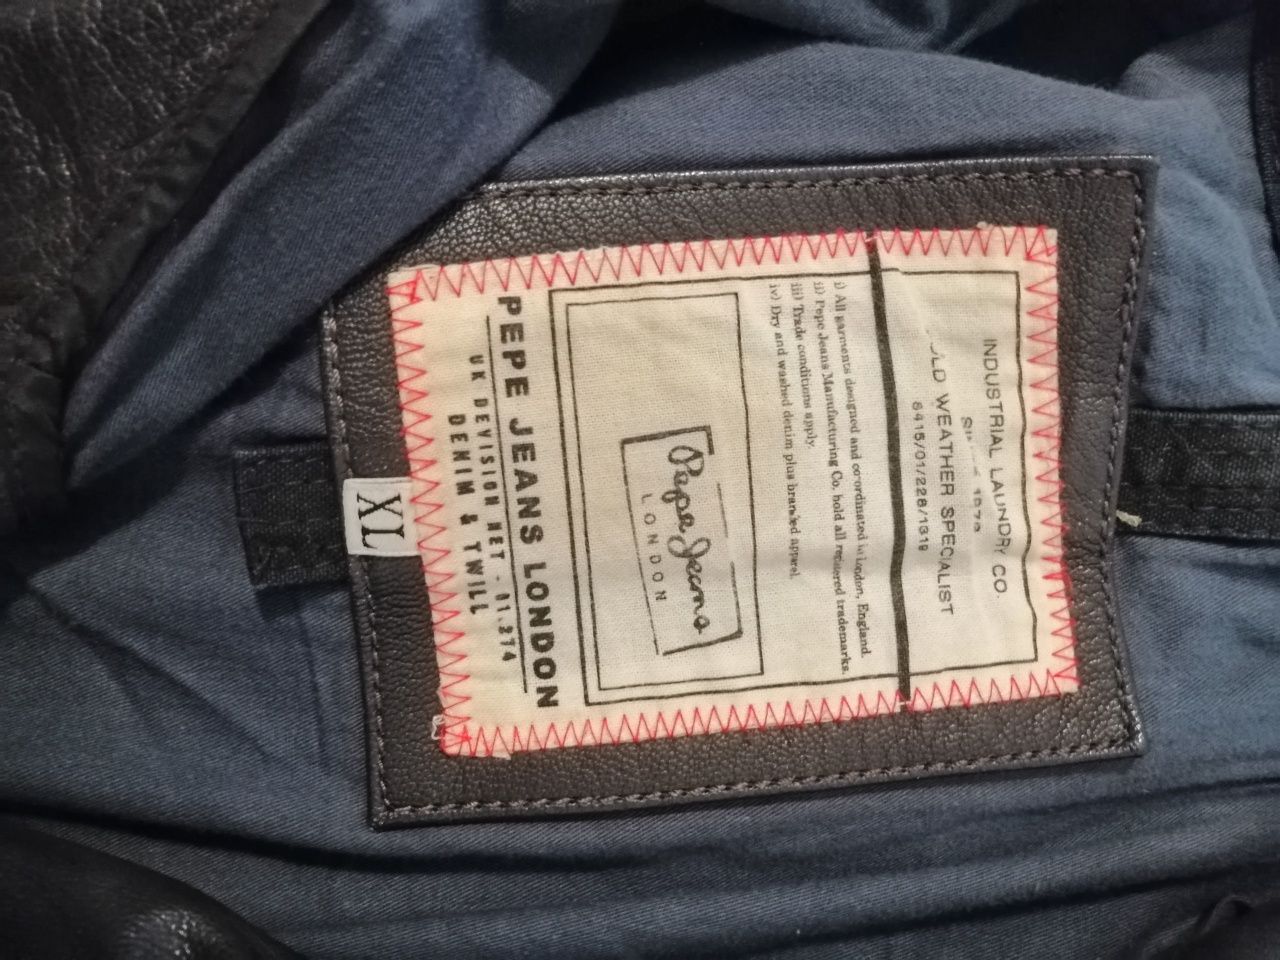 INDUSTRIAL LAUNDRY CO.
WEATHER SPECIALIST
8415/01/228/1319
i) All garments designed and co-ordinated in London, England.
ii) Pepe Jeans Manufacturing Co. hold all registered trademarks.
iii) Trade conditions apply.
iv) Dry and washed denim plus branded apparel.
Pepe Jeans
LONDON
PEPE JEANS LONDON
UK DEVISION NET - 01.274
DENIM & TWILL
XL